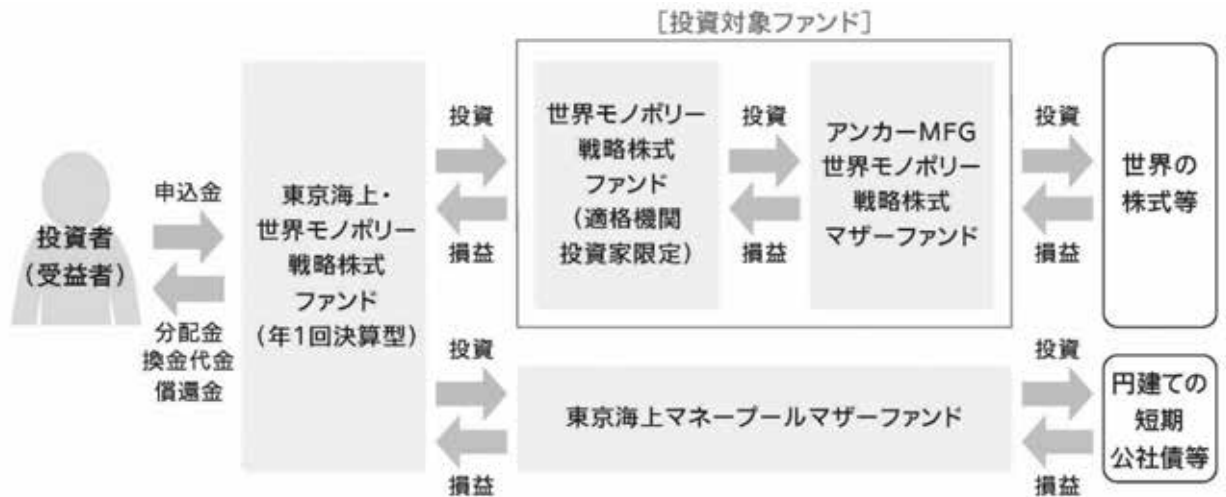 ［投資対象ファンド］
投資者
（受益者）
申込金
分配金
換金代金
償還金
東京海上・
世界モノポリー
戦略株式
ファンド
（年1回決算型）
投資
損益
世界モノポリー
戦略株式
ファンド
（適格機関
投資家限定）
投資
損益
アンカーMFG
世界モノポリー
戦略株式
マザーファンド
投資
損益
世界の
株式等
投資
損益
東京海上マネープールマザーファンド
投資
損益
円建ての
短期
公社債等